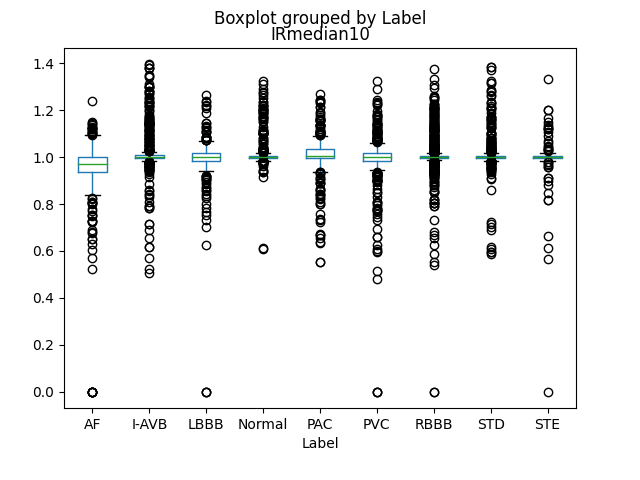 Boxplot grouped by Label
IRmedian10
1.4
1.2
1.0
0.8
0.6
0.4
0.2
0.0
AF I-AVB LBBB Normal PAC PVC RBBB STD STE
Label